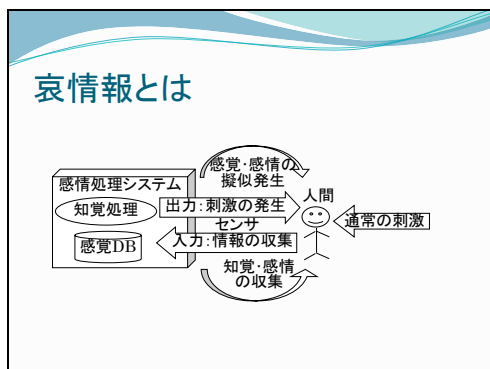 哀情報とは
感覚・感情の
擬似発生
感情処理システム
人間
知覚処理
出力：刺激の発生
通常の刺激
センサ
感覚DB
入力：情報の収集
知覚・感情
の収集